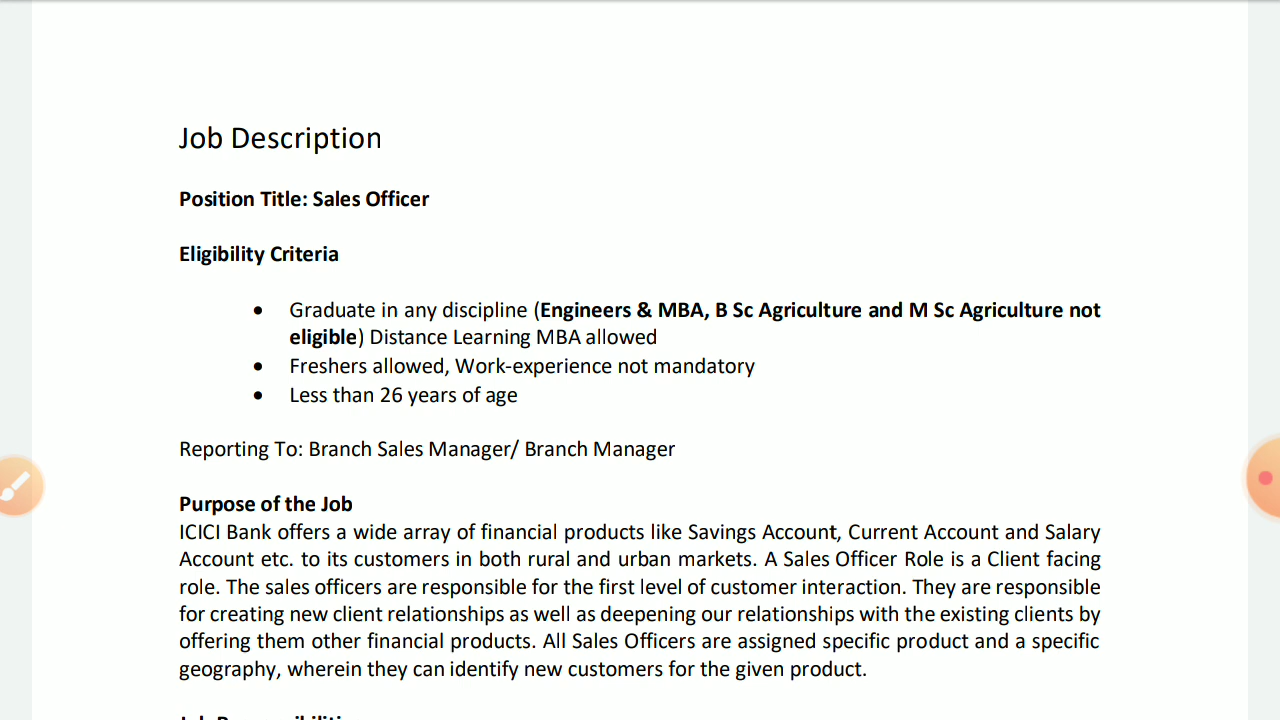 Job Description
Position Title: Sales Officer
Eligibility Criteria
• Graduate in any discipline (Engineers & MBA, B Sc Agriculture and M Sc Agriculture not
eligible) Distance Learning MBA allowed
• Freshers allowed, Work-experience not mandatory
• Less than 26 years of age
Reporting To: Branch Sales Manager/ Branch Manager
Purpose of the Job
ICICI Bank offers a wide array of financial products like Savings Account, Current Account and Salary
Account etc. to its customers in both rural and urban markets. A Sales Officer Role is a Client facing
role. The sales officers are responsible for the first level of customer interaction. They are responsible
for creating new client relationships as well as deepening our relationships with the existing clients by
offering them other financial products. All Sales Officers are assigned specific product and a specific
geography, wherein they can identify new customers for the given product.